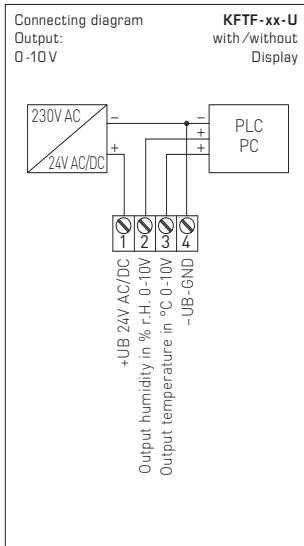 Connecting diagram
Output:
0-10 V
KFTF-xx-U
with/without
Display
230V AC
24V AC/DC
–
+
–
+
+
PLC
PC
1 2 3 4
+UB 24V AC/DC
Output humidity in % r.H. 0-10V
Output temperature in °C 0-10V
–UB-GND